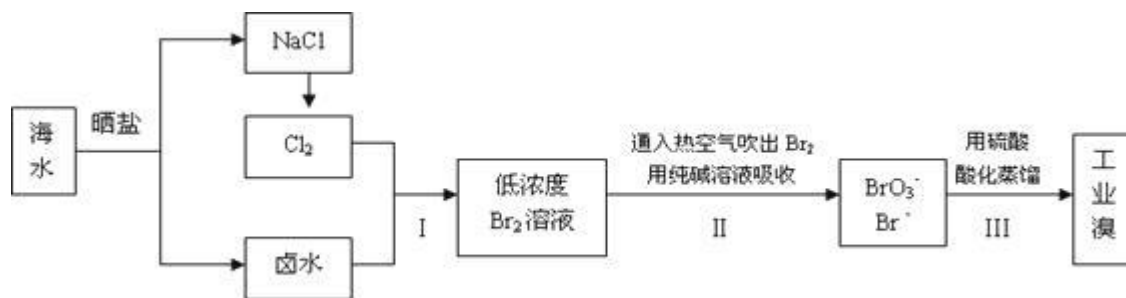 海水
晒盐
NaCl
Cl₂
卤水
I
低浓度
Br₂溶液
通入热空气吹出 Br₂
用纯碱溶液吸收
II
BrO₃⁻
Br⁻
用硫酸
酸化蒸馏
III
工业溴